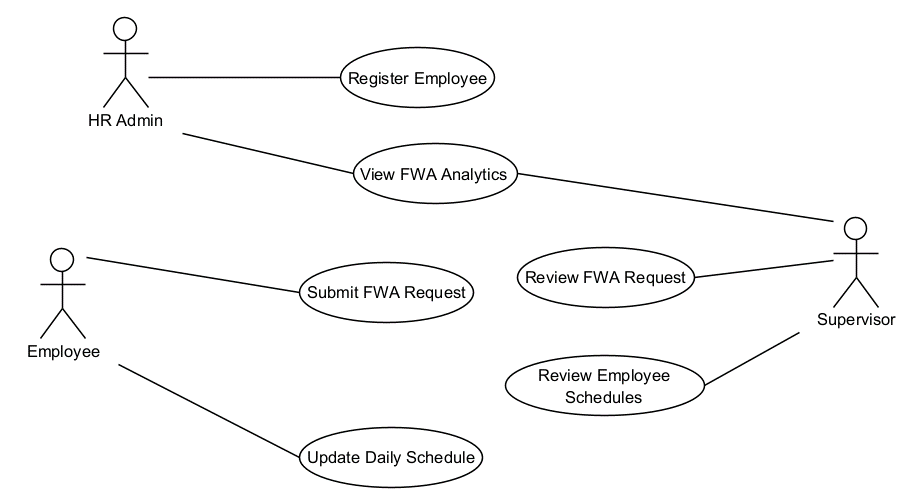 Register Employee
HR Admin
View FWA Analytics
Review FWA Request
Submit FWA Request
Supervisor
Employee
Review Employee
Schedules
Update Daily Schedule